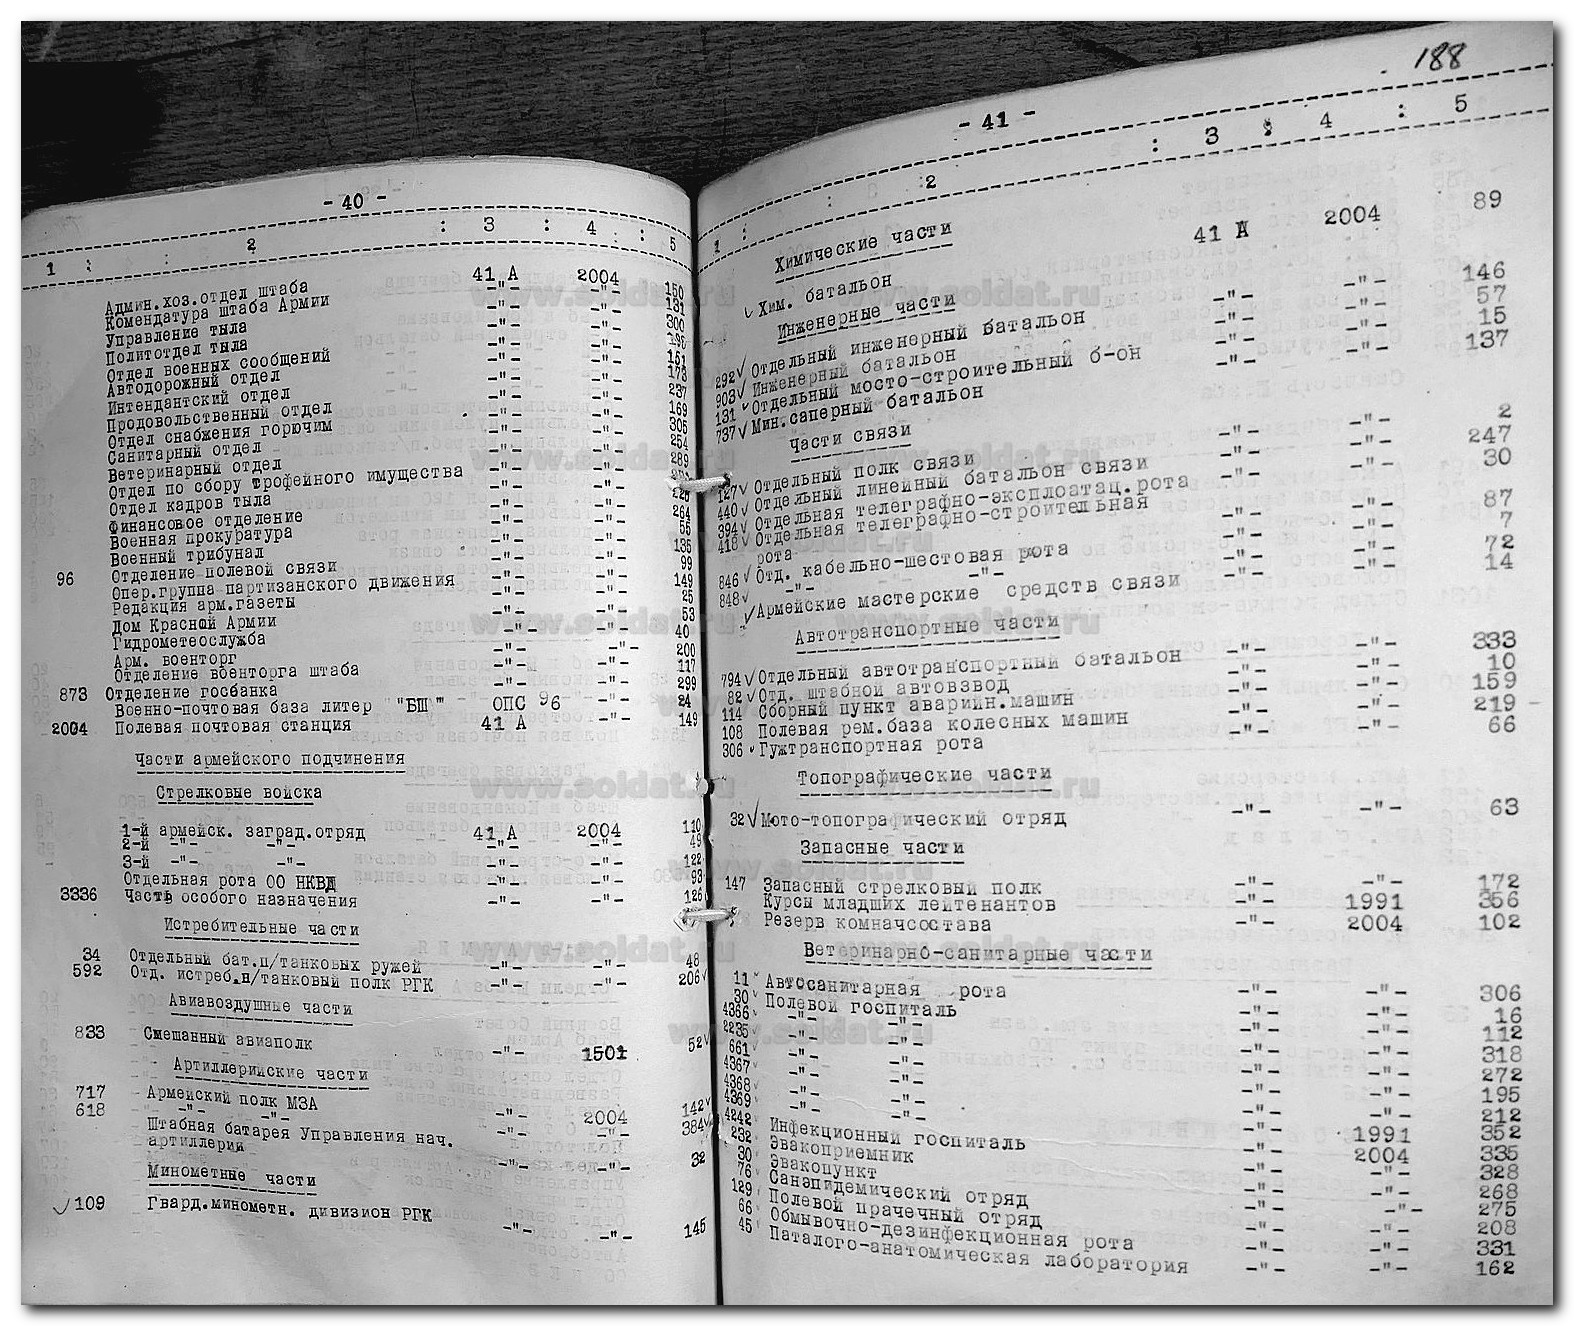 - 40 -
1 : 2 : 3 : 4 : 5
Админ.хоз.отдел штаба 41 А 2004 150
Комендатура штаба Армии -"- -"- 131
Управление тыла -"- -"- 300
Политотдел тыла -"- -"-
Отдел военных сообщений -"- -"- 151
Автодорожный отдел -"- -"- 173
Интендантский отдел -"- -"- 237
Продовольственный отдел -"- -"- 169
Отдел снабжения горючим -"- -"- 305
Санитарный отдел -"- -"- 254
Ветеринарный отдел -"- -"- 289
Отдел по сбору трофейного имущества -"- -"-
Отдел кадров тыла -"- -"-
Финансовое отделение -"- -"- 264
Военная прокуратура -"- -"- 55
Военный трибунал -"- -"- 135
96 Отделение полевой связи -"- -"- 99
Опер.группа партизанского движения -"- -"- 149
Редакция арм.газеты -"- -"- 25
Дом Красной Армии -"- -"- 53
Гидрометеослужба -"- -"- 40
Арм. военторг -"- -"- 200
Отделение военторга штаба -"- -"- 117
873 Отделение госбанка -"- -"- 299
Военно-почтовая база литер "БШ" ОПС 96 -"- 24
2004 Полевая почтовая станция 41 А -"- 149
Части армейского подчинения
Стрелковые войска
1-й армейск. заград.отряд 41 А 2004 110
2-й -"- -"- -"- -"- 49
3-й -"- -"- -"- -"- 122
Отдельная рота ОО НКВД -"- -"- 93
3336 Часть особого назначения -"- -"- 126
Истребительные части
34 Отдельный бат.п/танковых ружей -"- -"- 48
592 Отд. истреб.п/танковый полк РГК -"- -"- 206
Авиавоздушные части
833 Смешанный авиаполк -"- 1501 52
Артиллерийские части
717 Армейский полк МЗА -"- 2004 142
618 -"- -"- -"- -"- 384
Штабная батарея Управления нач.
артиллерии -"- -"- 32
Минометные части
109 Гвард.минометн. дивизион РГК -"- -"- 145
188
- 41 -
1 : 2 : 3 : 4 : 5
Химические части
Хим. батальон 41 А 2004 89
Инженерные части
292 Отдельный инженерный батальон -"- -"- 146
903 Инженерный батальон -"- -"- 57
131 Отдельный мосто-строительный б-он -"- -"- 15
737 Мин.саперный батальон -"- -"- 137
Части связи
127 Отдельный полк связи -"- -"- 2
440 Отдельный линейный батальон связи -"- -"- 247
394 Отдельная телеграфно-эксплоатац.рота -"- -"- 30
418 Отдельная телеграфно-строительная
рота -"- -"- 87
846 Отд. кабельно-шестовая рота -"- -"- 7
848 -"- -"- -"- -"- 72
Армейские мастерские средств связи -"- -"- 14
Автотранспортные части
794 Отдельный автотранспортный батальон -"- -"- 333
82 Отд. штабной автовзвод -"- -"- 10
114 Сборный пункт аварийн.машин -"- -"- 159
108 Полевая рем.база колесных машин -"- -"- 219
306 Гужтранспортная рота -"- -"- 66
Топографические части
32 Мото-топографический отряд -"- -"- 63
Запасные части
147 Запасный стрелковый полк -"- -"- 172
Курсы младших лейтенантов -"- 1991 356
Резерв комначсостава -"- 2004 102
Ветеринарно-санитарные части
11 Автосанитарная рота -"- -"- 306
30 Полевой госпиталь -"- -"- 16
4366 -"- -"- -"- -"- 112
2235 -"- -"- -"- -"- 318
661 -"- -"- -"- -"- 272
4367 -"- -"- -"- -"- 195
4368 -"- -"- -"- -"- 212
4369 -"- -"- -"- 1991 352
4242 Инфекционный госпиталь -"- 2004 335
232 Эвакоприемник -"- -"- 328
30 Эвакопункт -"- -"- 268
76 Санэпидемический отряд -"- -"- 275
129 Полевой прачечный отряд -"- -"- 208
66 Обмывочно-дезинфекционная рота -"- -"- 331
45 Паталого-анатомическая лаборатория -"- -"- 162
www.soldat.ru